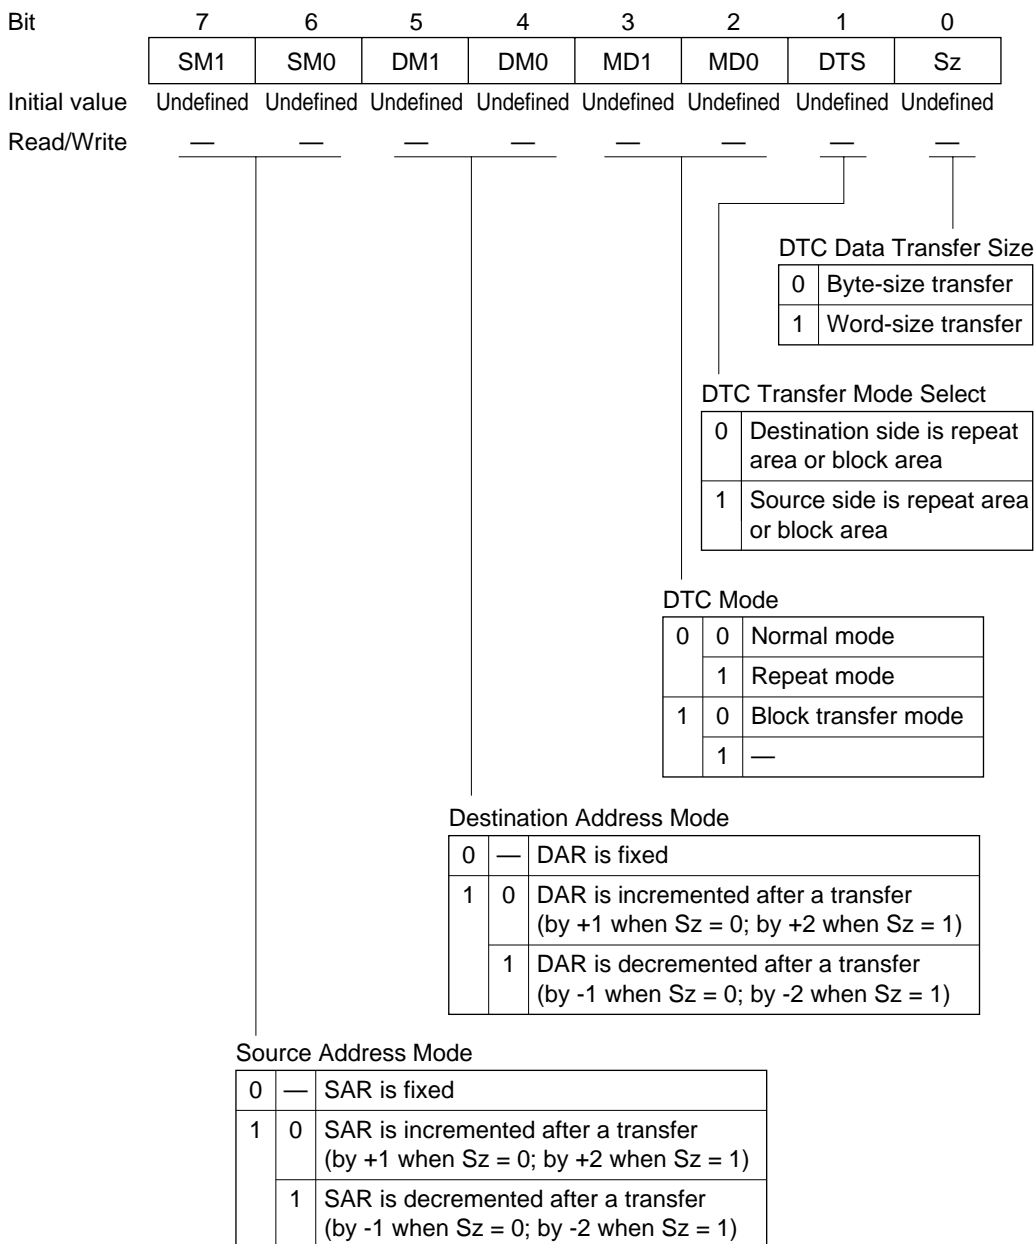 Bit 7 6 5 4 3 2 1 0
SM1 SM0 DM1 DM0 MD1 MD0 DTS Sz
Initial value Undefined Undefined Undefined Undefined Undefined Undefined Undefined Undefined
Read/Write — — — — — — — —
DTC Data Transfer Size
0 Byte-size transfer
1 Word-size transfer
DTC Transfer Mode Select
0 Destination side is repeat
area or block area
1 Source side is repeat area
or block area
DTC Mode
0 0 Normal mode
1 Repeat mode
1 0 Block transfer mode
1 —
Destination Address Mode
0 — DAR is fixed
1 0 DAR is incremented after a transfer
(by +1 when Sz = 0; by +2 when Sz = 1)
1 DAR is decremented after a transfer
(by -1 when Sz = 0; by -2 when Sz = 1)
Source Address Mode
0 — SAR is fixed
1 0 SAR is incremented after a transfer
(by +1 when Sz = 0; by +2 when Sz = 1)
1 SAR is decremented after a transfer
(by -1 when Sz = 0; by -2 when Sz = 1)